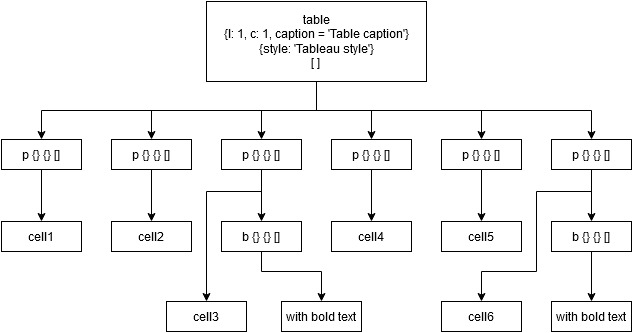 table
{l: 1, c: 1, caption = 'Table caption'}
{style: 'Tableau style'}
[ ]
p {} {} []
p {} {} []
p {} {} []
p {} {} []
p {} {} []
p {} {} []
cell1
cell2
b {} {} []
cell4
cell5
b {} {} []
cell3
with bold text
cell6
with bold text